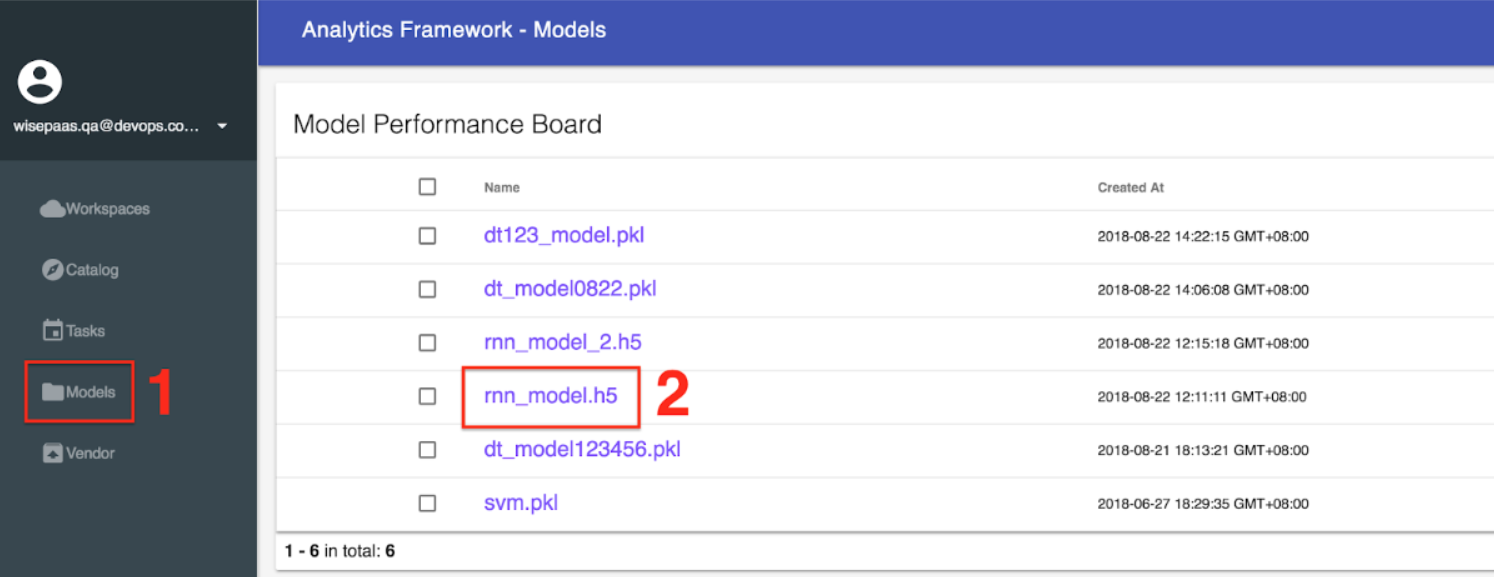 Analytics Framework - Models
wisepaas.qa@devops.co...
Workspaces
Catalog
Tasks
Models 1
Vendor
Model Performance Board
Name Created At
dt123_model.pkl 2018-08-22 14:22:15 GMT+08:00
dt_model0822.pkl 2018-08-22 14:06:08 GMT+08:00
rnn_model_2.h5 2018-08-22 12:15:18 GMT+08:00
rnn_model.h5 2 2018-08-22 12:11:11 GMT+08:00
dt_model123456.pkl 2018-08-21 18:13:21 GMT+08:00
svm.pkl 2018-06-27 18:29:35 GMT+08:00
1 - 6 in total: 6